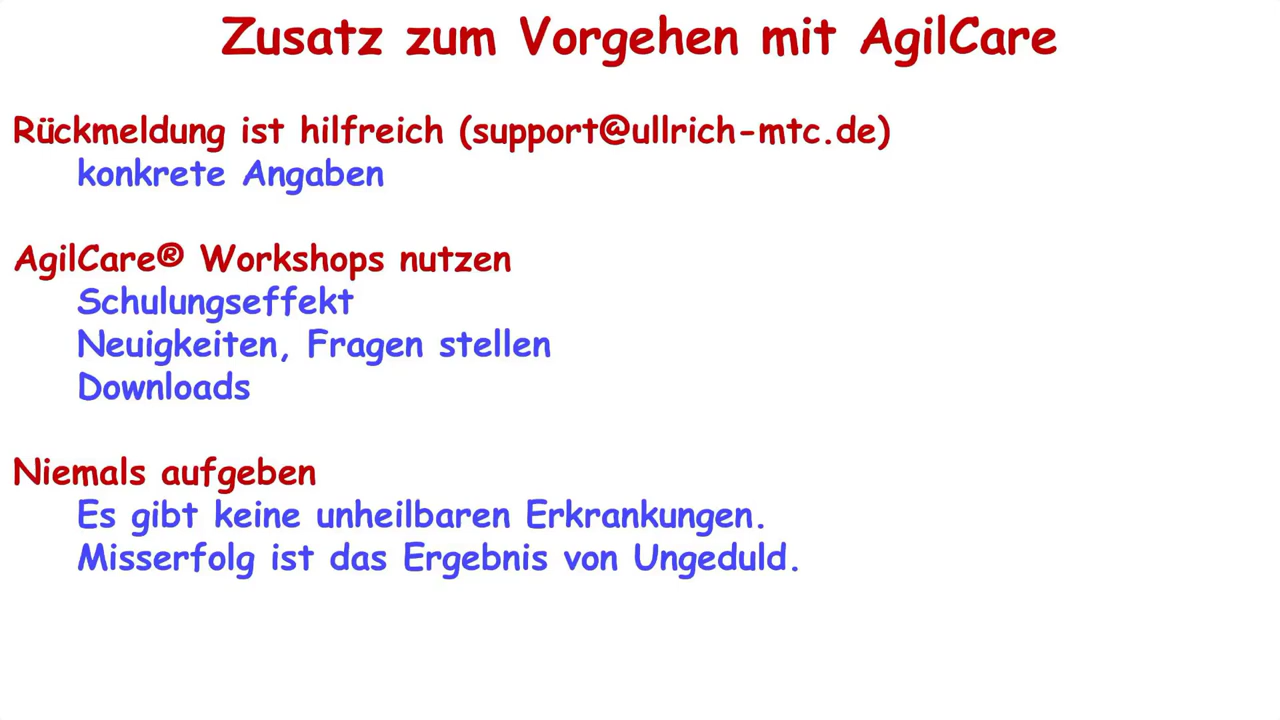 Zusatz zum Vorgehen mit AgilCare
Rückmeldung ist hilfreich (support@ullrich-mtc.de)
konkrete Angaben
AgilCare® Workshops nutzen
Schulungseffekt
Neuigkeiten, Fragen stellen
Downloads
Niemals aufgeben
Es gibt keine unheilbaren Erkrankungen.
Misserfolg ist das Ergebnis von Ungeduld.